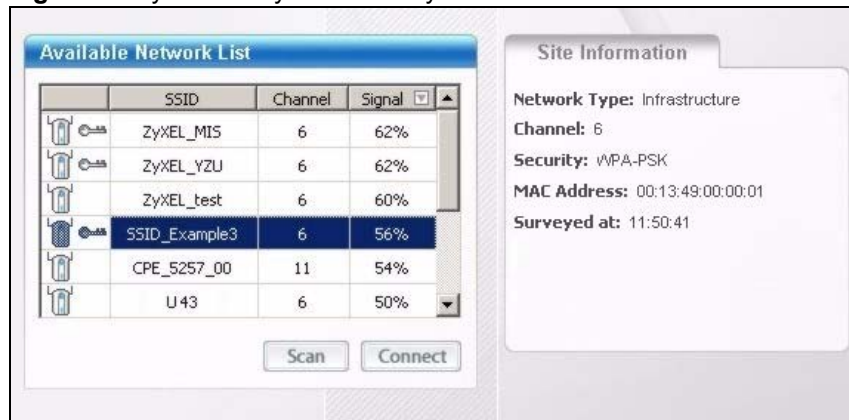 Available Network List
SSID Channel Signal
ZyXEL_MIS 6 62%
ZyXEL_YZU 6 62%
ZyXEL_test 6 60%
SSID_Example3 6 56%
CPE_5257_00 11 54%
U43 6 50%
Scan Connect
Site Information
Network Type: Infrastructure
Channel: 6
Security: WPA-PSK
MAC Address: 00:13:49:00:00:01
Surveyed at: 11:50:41